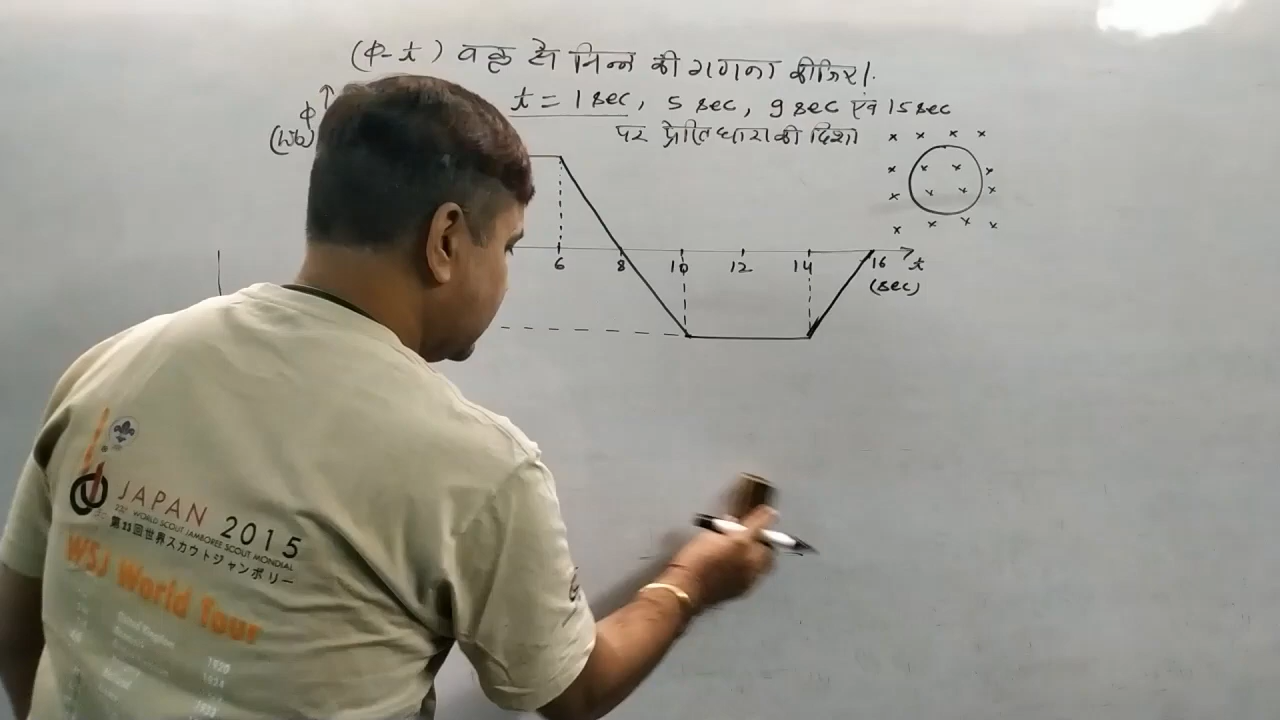 (ϕ-t) वक्र से निम्न की गणना कीजिए।
t = 1 sec, 5 sec, 9 sec एवं 15 sec
पर प्रेरित धारा की दिशा
ϕ
(Wb)
6 8 10 12 14 16 t
(sec)
JAPAN 2015
23RD WORLD SCOUT JAMBOREE SCOUT MONDIAL
第23回世界スカウトジャンボリー
WSJ World Tour
1920